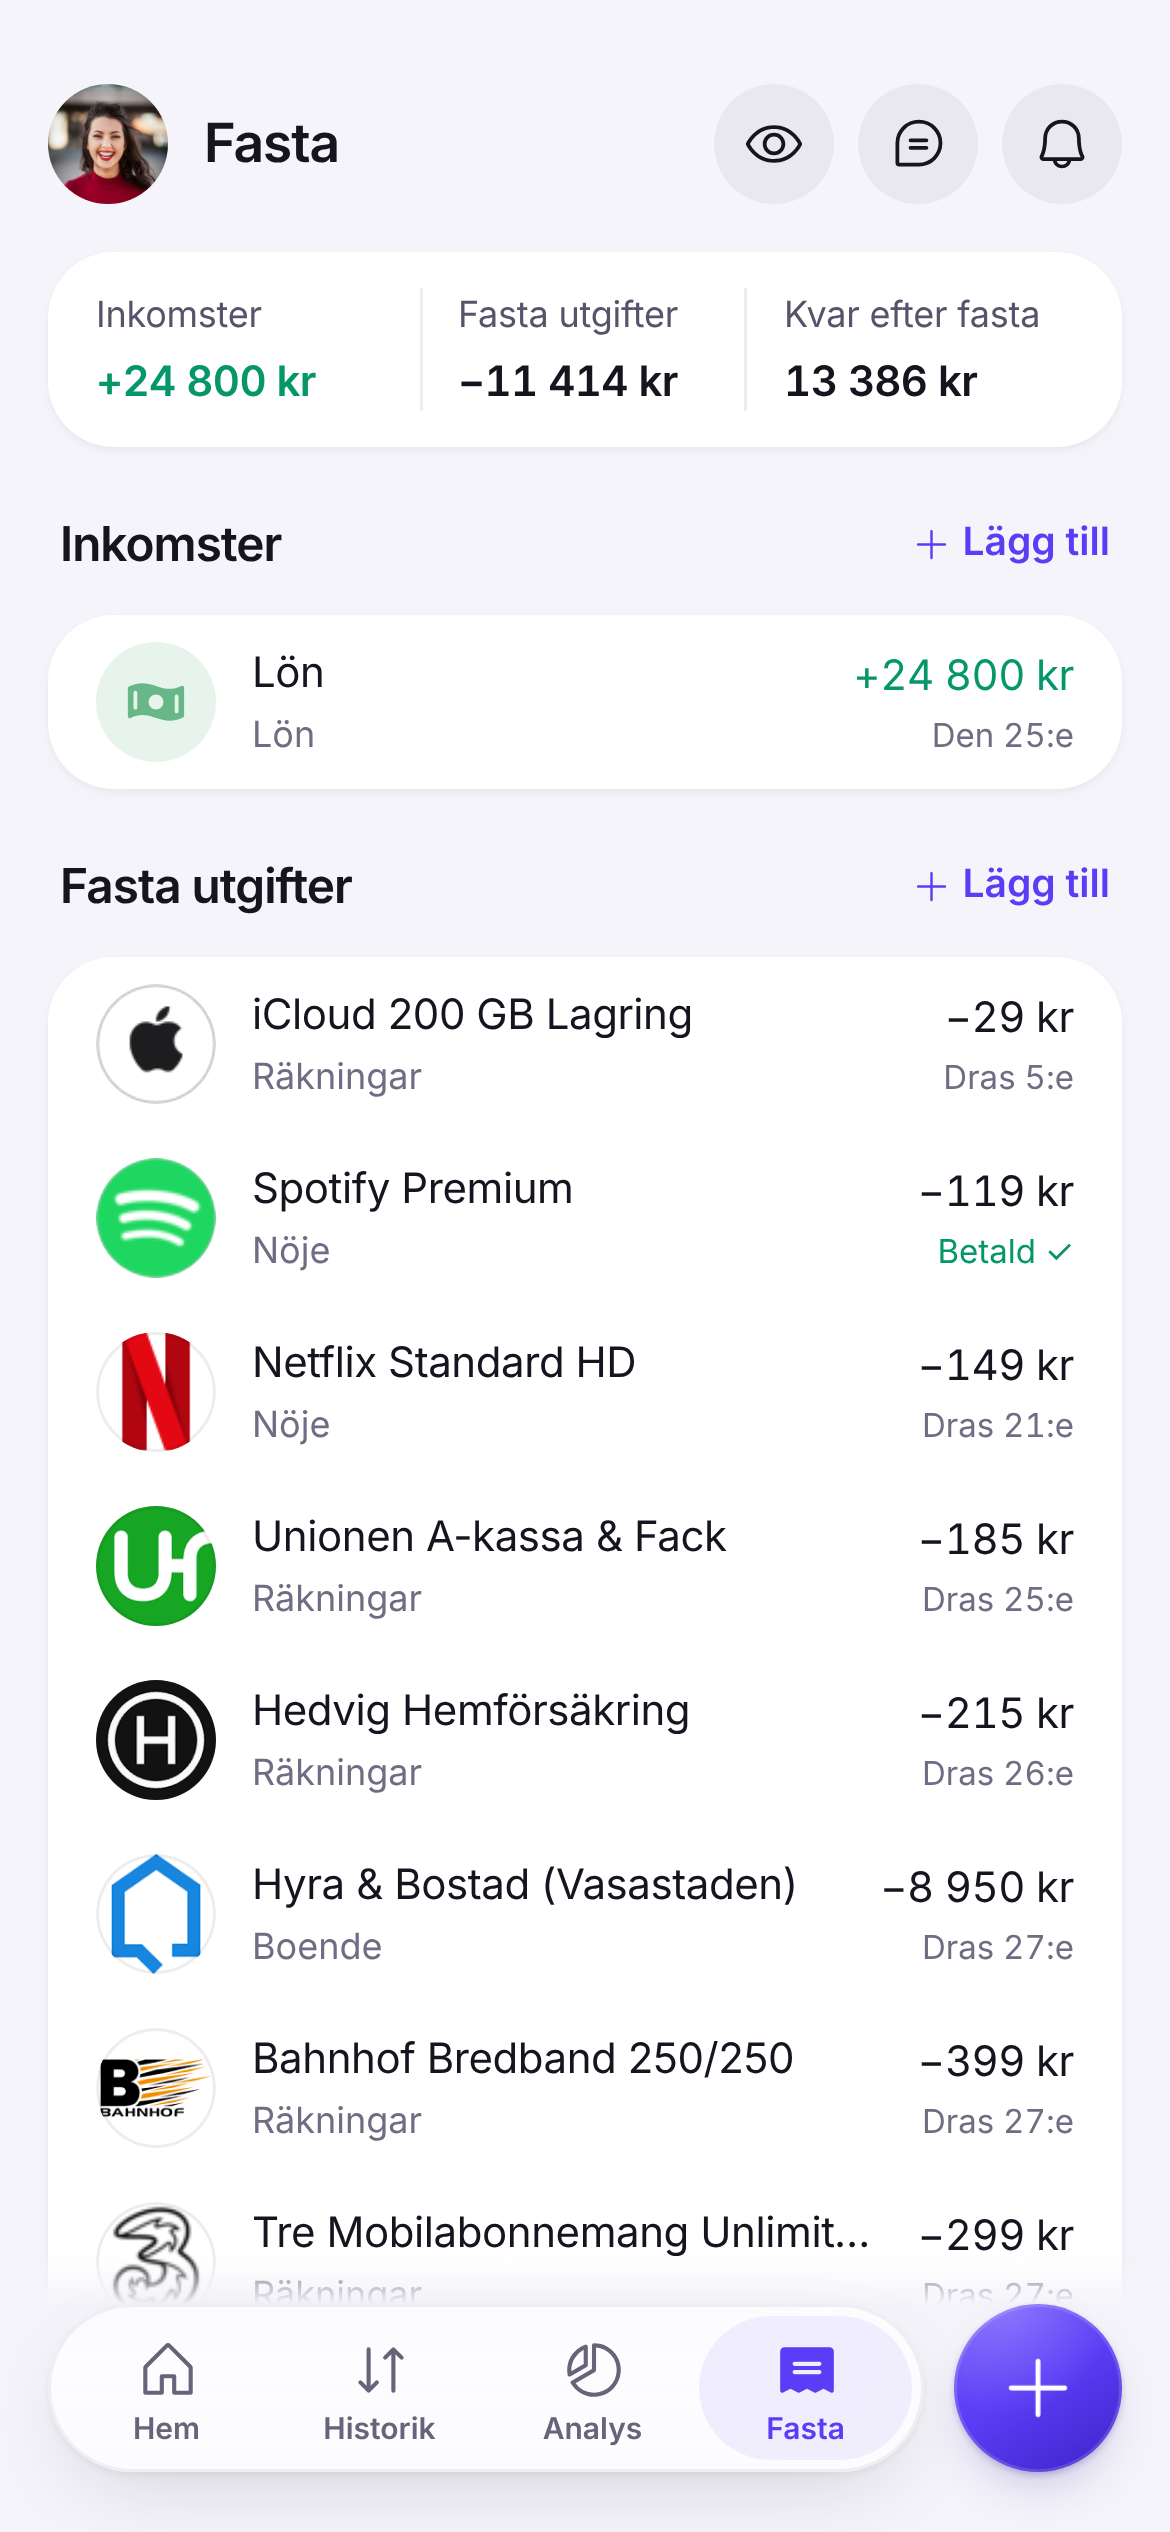 Fasta
Inkomster
+24 800 kr
Fasta utgifter
−11 414 kr
Kvar efter fasta
13 386 kr
Inkomster
+ Lägg till
Lön
+24 800 kr
Lön
Den 25:e
Fasta utgifter
+ Lägg till
iCloud 200 GB Lagring
−29 kr
Räkningar
Dras 5:e
Spotify Premium
−119 kr
Nöje
Betald ✓
Netflix Standard HD
−149 kr
Nöje
Dras 21:e
Unionen A-kassa & Fack
−185 kr
Räkningar
Dras 25:e
H
Hedvig Hemförsäkring
−215 kr
Räkningar
Dras 26:e
Hyra & Bostad (Vasastaden)
−8 950 kr
Boende
Dras 27:e
B
BAHNHOF
Bahnhof Bredband 250/250
−399 kr
Räkningar
Dras 27:e
3
Tre Mobilabonnemang Unlimit...
−299 kr
Räkningar
Dras 27:e
Hem
Historik
Analys
Fasta